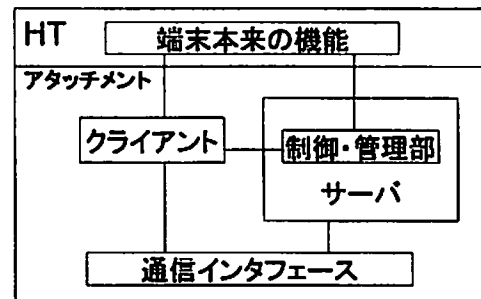 HT
端末本来の機能
アタッチメント
クライアント
制御・管理部
サーバ
通信インタフェース